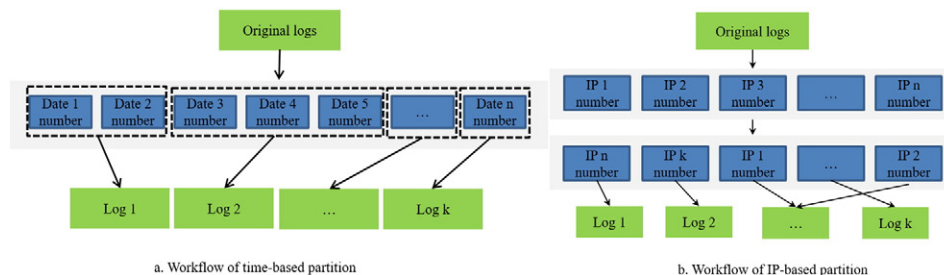 Original logs
Date 1 number
Date 2 number
Date 3 number
Date 4 number
Date 5 number
...
Date n number
Log 1
Log 2
...
Log k
a. Workflow of time-based partition
Original logs
IP 1 number
IP 2 number
IP 3 number
...
IP n number
IP n number
IP k number
IP 1 number
...
IP 2 number
Log 1
Log 2
...
Log k
b. Workflow of IP-based partition